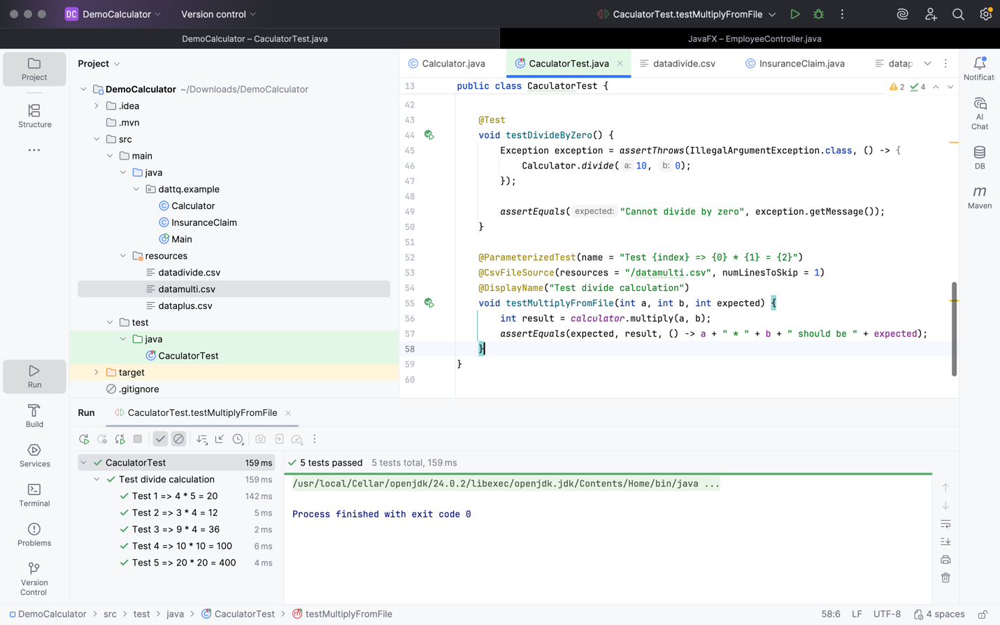 DC DemoCalculator Version control CaculatorTest.testMultiplyFromFile
DemoCalculator – CaculatorTest.java JavaFX – EmployeeController.java
Project
Structure
Run
Build
Services
Terminal
Problems
Version
Control
Project
DemoCalculator ~/Downloads/DemoCalculator
.idea
.mvn
src
main
java
dattq.example
Calculator
InsuranceClaim
Main
resources
datadivide.csv
datamulti.csv
dataplus.csv
test
java
CaculatorTest
target
.gitignore
Calculator.java CaculatorTest.java datadivide.csv InsuranceClaim.java datap
13 public class CaculatorTest { 2 4
42
43 @Test
44 void testDivideByZero() {
45 Exception exception = assertThrows(IllegalArgumentException.class, () -> {
46 Calculator.divide( a: 10, b: 0);
47 });
48
49 assertEquals( expected: "Cannot divide by zero", exception.getMessage());
50 }
51
52 @ParameterizedTest(name = "Test {index} => {0} * {1} = {2}")
53 @CsvFileSource(resources = "/datamulti.csv", numLinesToSkip = 1)
54 @DisplayName("Test divide calculation")
55 void testMultiplyFromFile(int a, int b, int expected) {
56 int result = calculator.multiply(a, b);
57 assertEquals(expected, result, () -> a + " * " + b + " should be " + expected);
58 }
59 }
60
Notificat
AI
Chat
DB
m
Maven
Run CaculatorTest.testMultiplyFromFile
CaculatorTest 159 ms
Test divide calculation 159 ms
Test 1 => 4 * 5 = 20 142 ms
Test 2 => 3 * 4 = 12 5 ms
Test 3 => 9 * 4 = 36 2 ms
Test 4 => 10 * 10 = 100 6 ms
Test 5 => 20 * 20 = 400 4 ms
5 tests passed 5 tests total, 159 ms
/usr/local/Cellar/openjdk/24.0.2/libexec/openjdk.jdk/Contents/Home/bin/java ...
Process finished with exit code 0
DemoCalculator > src > test > java > CaculatorTest > testMultiplyFromFile 58:6 LF UTF-8 4 spaces